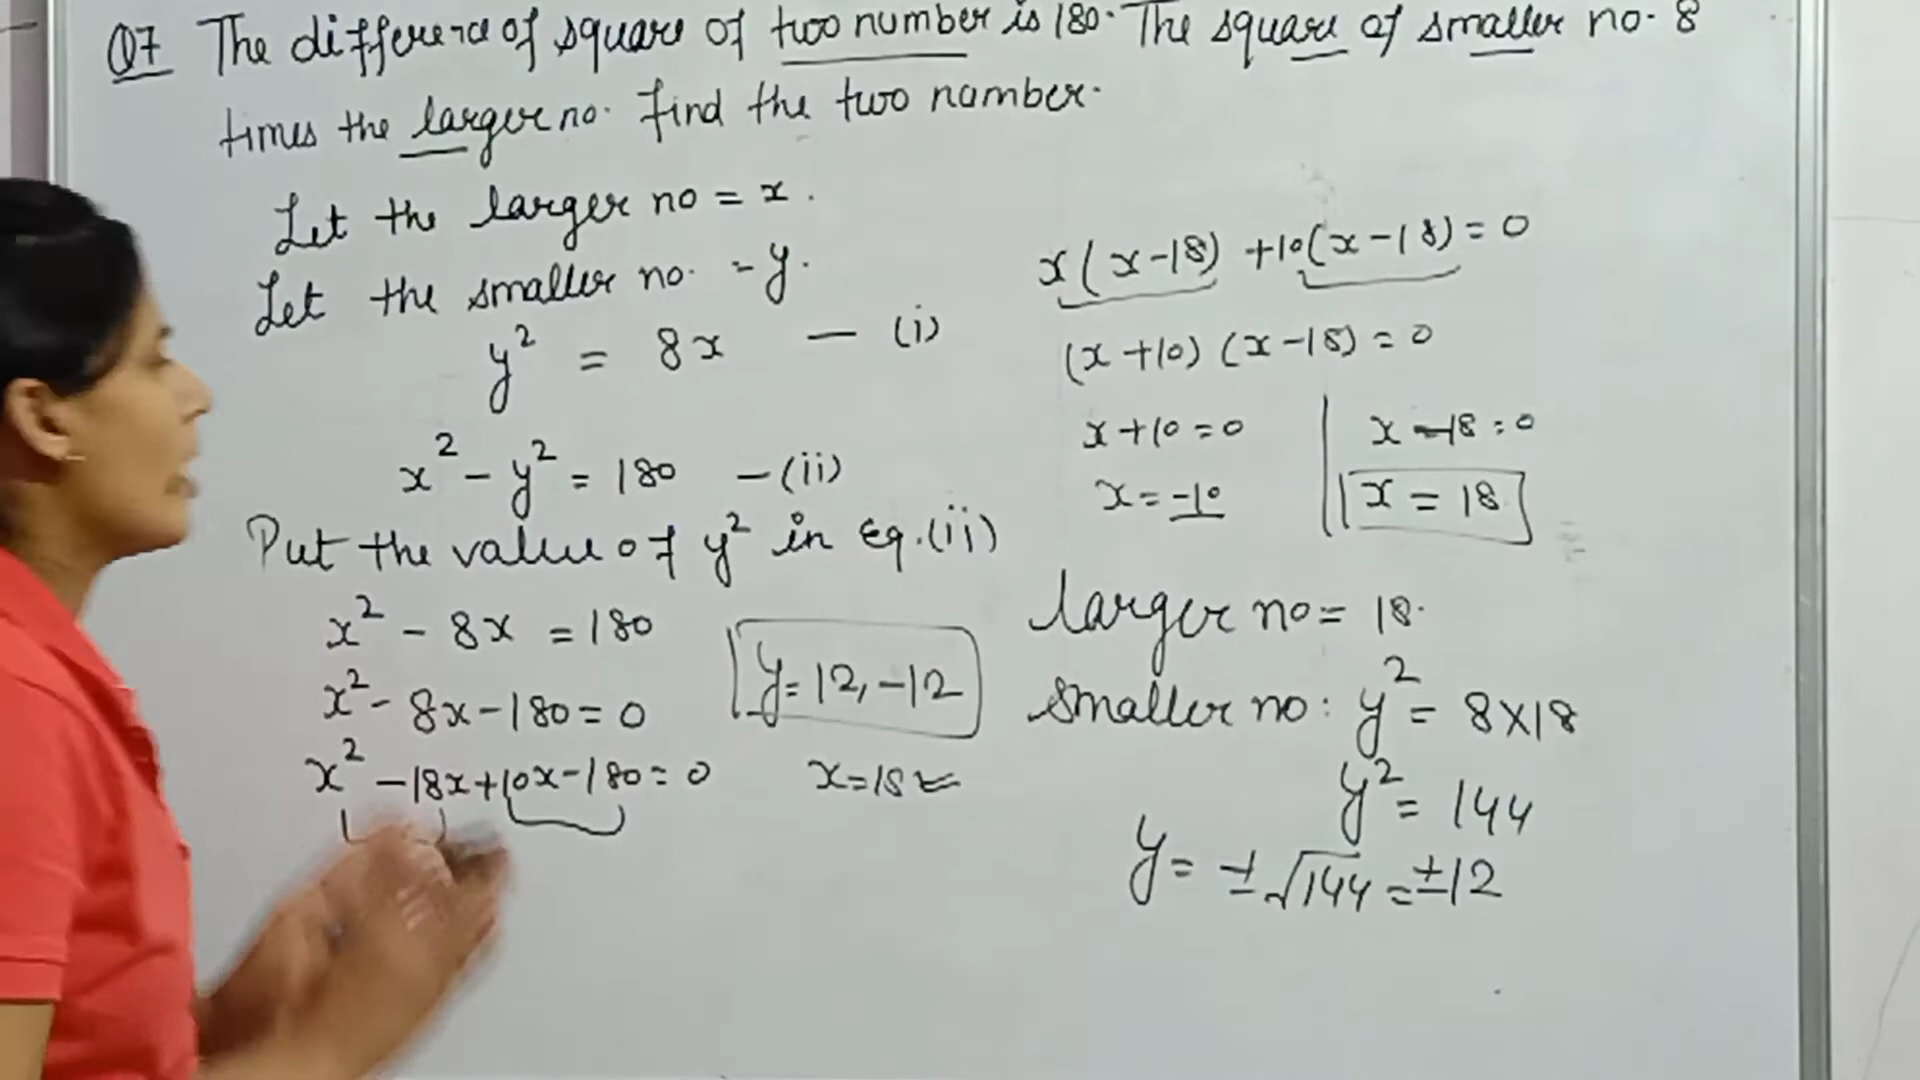 Q7 The difference of square of two number is 180. The square of smaller no. 8
times the larger no. find the two number.
Let the larger no = x.
Let the smaller no. = y.
y² = 8x — (i)
x² - y² = 180 — (ii)
Put the value of y² in Eq.(ii)
x² - 8x = 180
x² - 8x - 180 = 0
x² - 18x + 10x - 180 = 0
y = 12, -12
x = 18
x(x-18) +10(x-18) = 0
(x+10) (x-18) = 0
x+10=0
x = -10
x-18=0
x = 18
larger no = 18.
smaller no: y² = 8×18
y² = 144
y = ±√144 = ±12